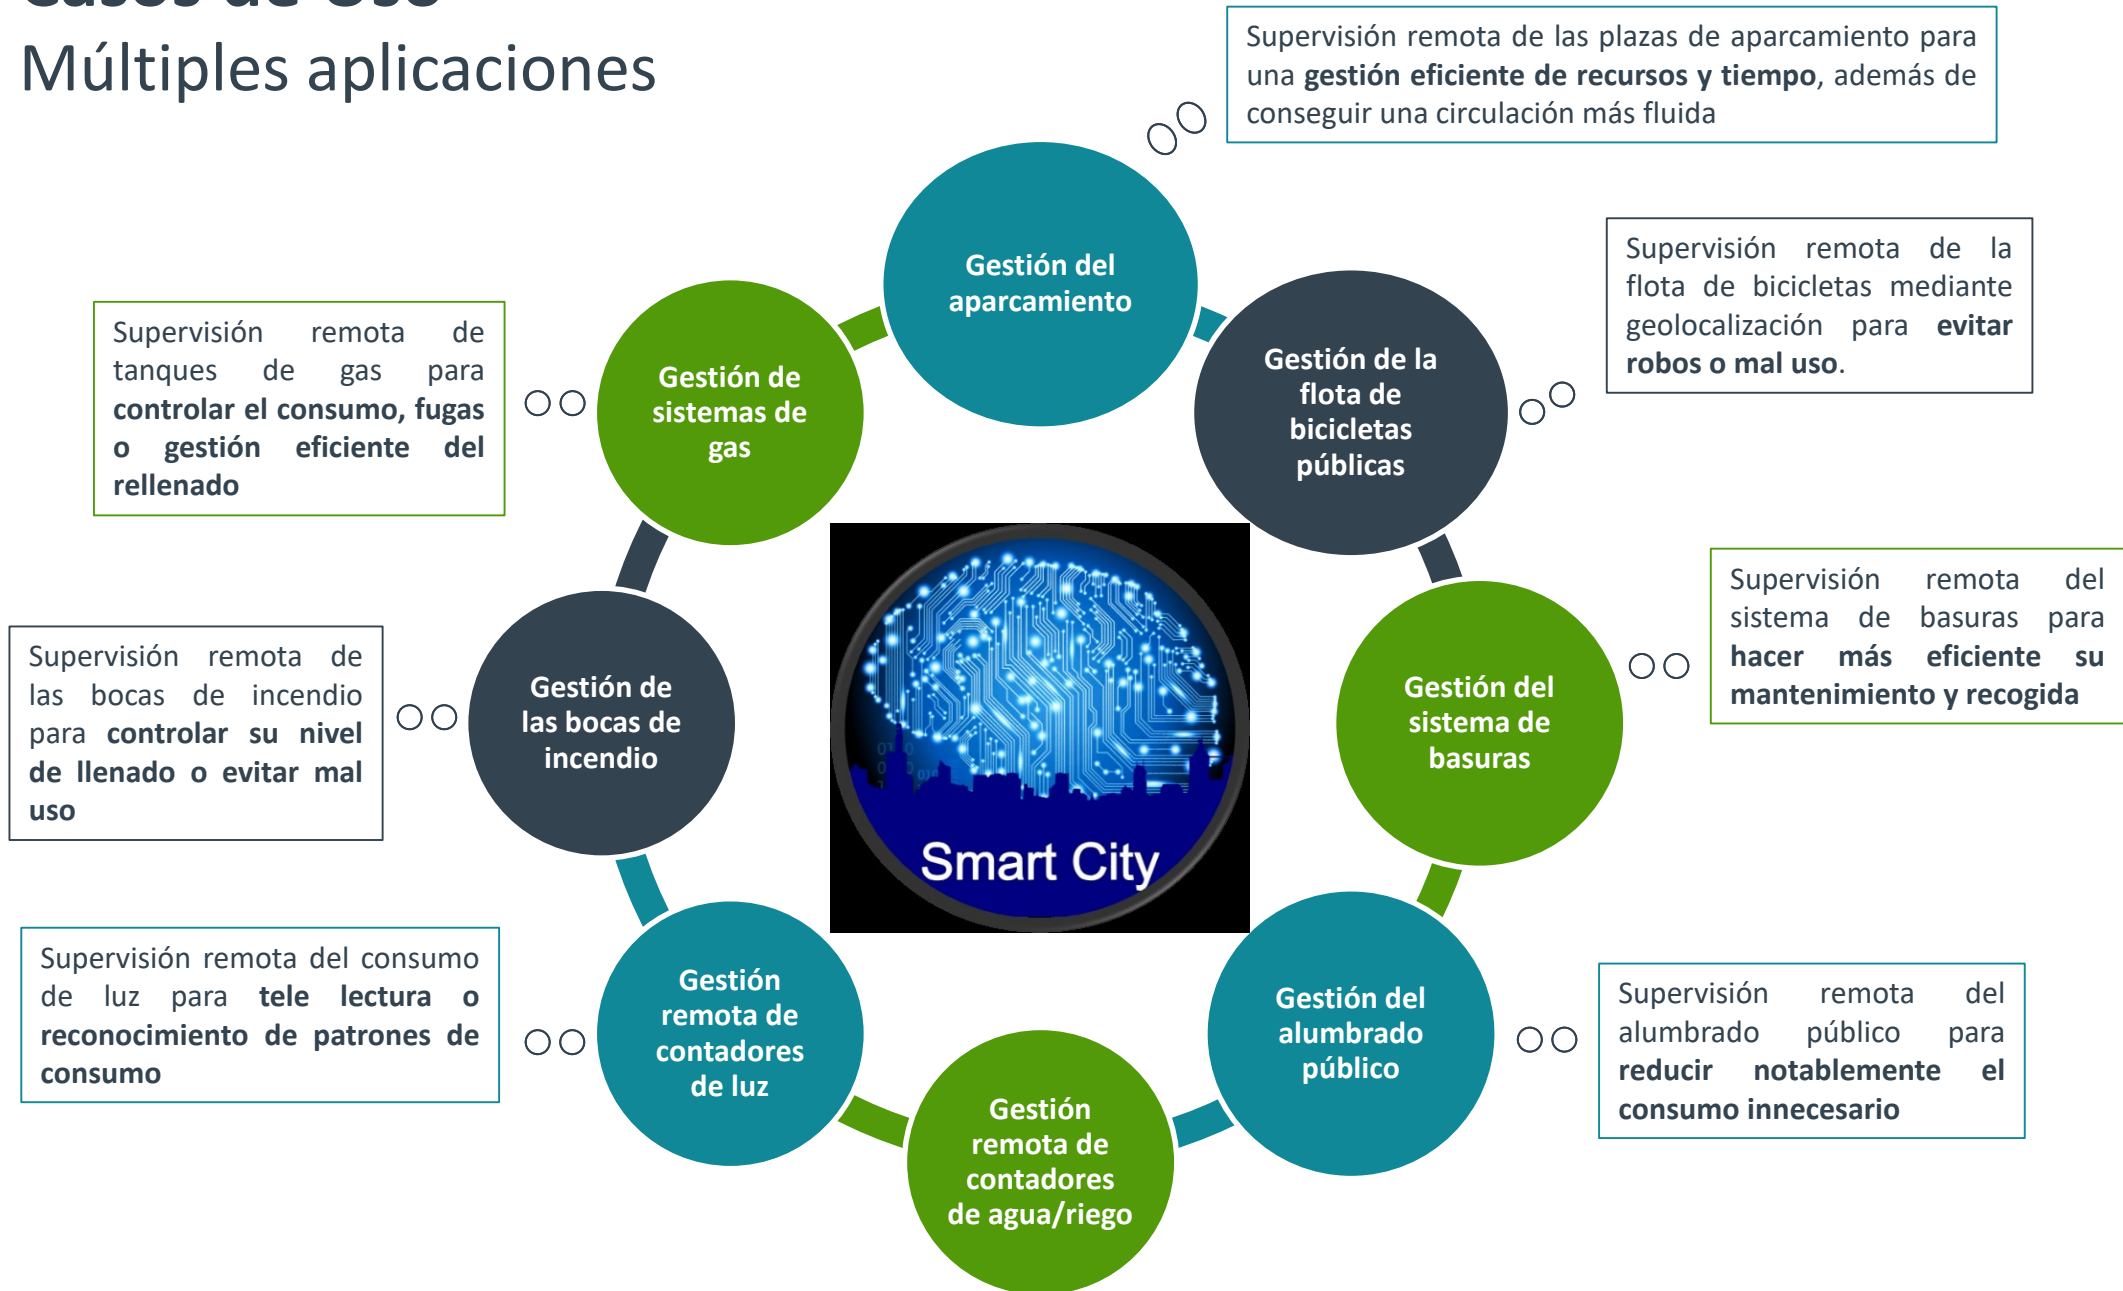 Casos de Uso
Múltiples aplicaciones
Supervisión remota de las plazas de aparcamiento para
una gestión eficiente de recursos y tiempo, además de
conseguir una circulación más fluida
Gestión del
aparcamiento
Supervisión remota de la
flota de bicicletas mediante
geolocalización para evitar
robos o mal uso.
Gestión de la
flota de
bicicletas
públicas
Supervisión remota de
tanques de gas para
controlar el consumo, fugas
o gestión eficiente del
rellenado
Gestión de
sistemas de
gas
Supervisión remota del
sistema de basuras para
hacer más eficiente su
mantenimiento y recogida
Gestión del
sistema de
basuras
Supervisión remota de
las bocas de incendio
para controlar su nivel
de llenado o evitar mal
uso
Gestión de
las bocas de
incendio
Smart City
Supervisión remota del consumo
de luz para tele lectura o
reconocimiento de patrones de
consumo
Gestión
remota de
contadores
de luz
Gestión del
alumbrado
público
Supervisión remota del
alumbrado público para
reducir notablemente el
consumo innecesario
Gestión
remota de
contadores
de agua/riego